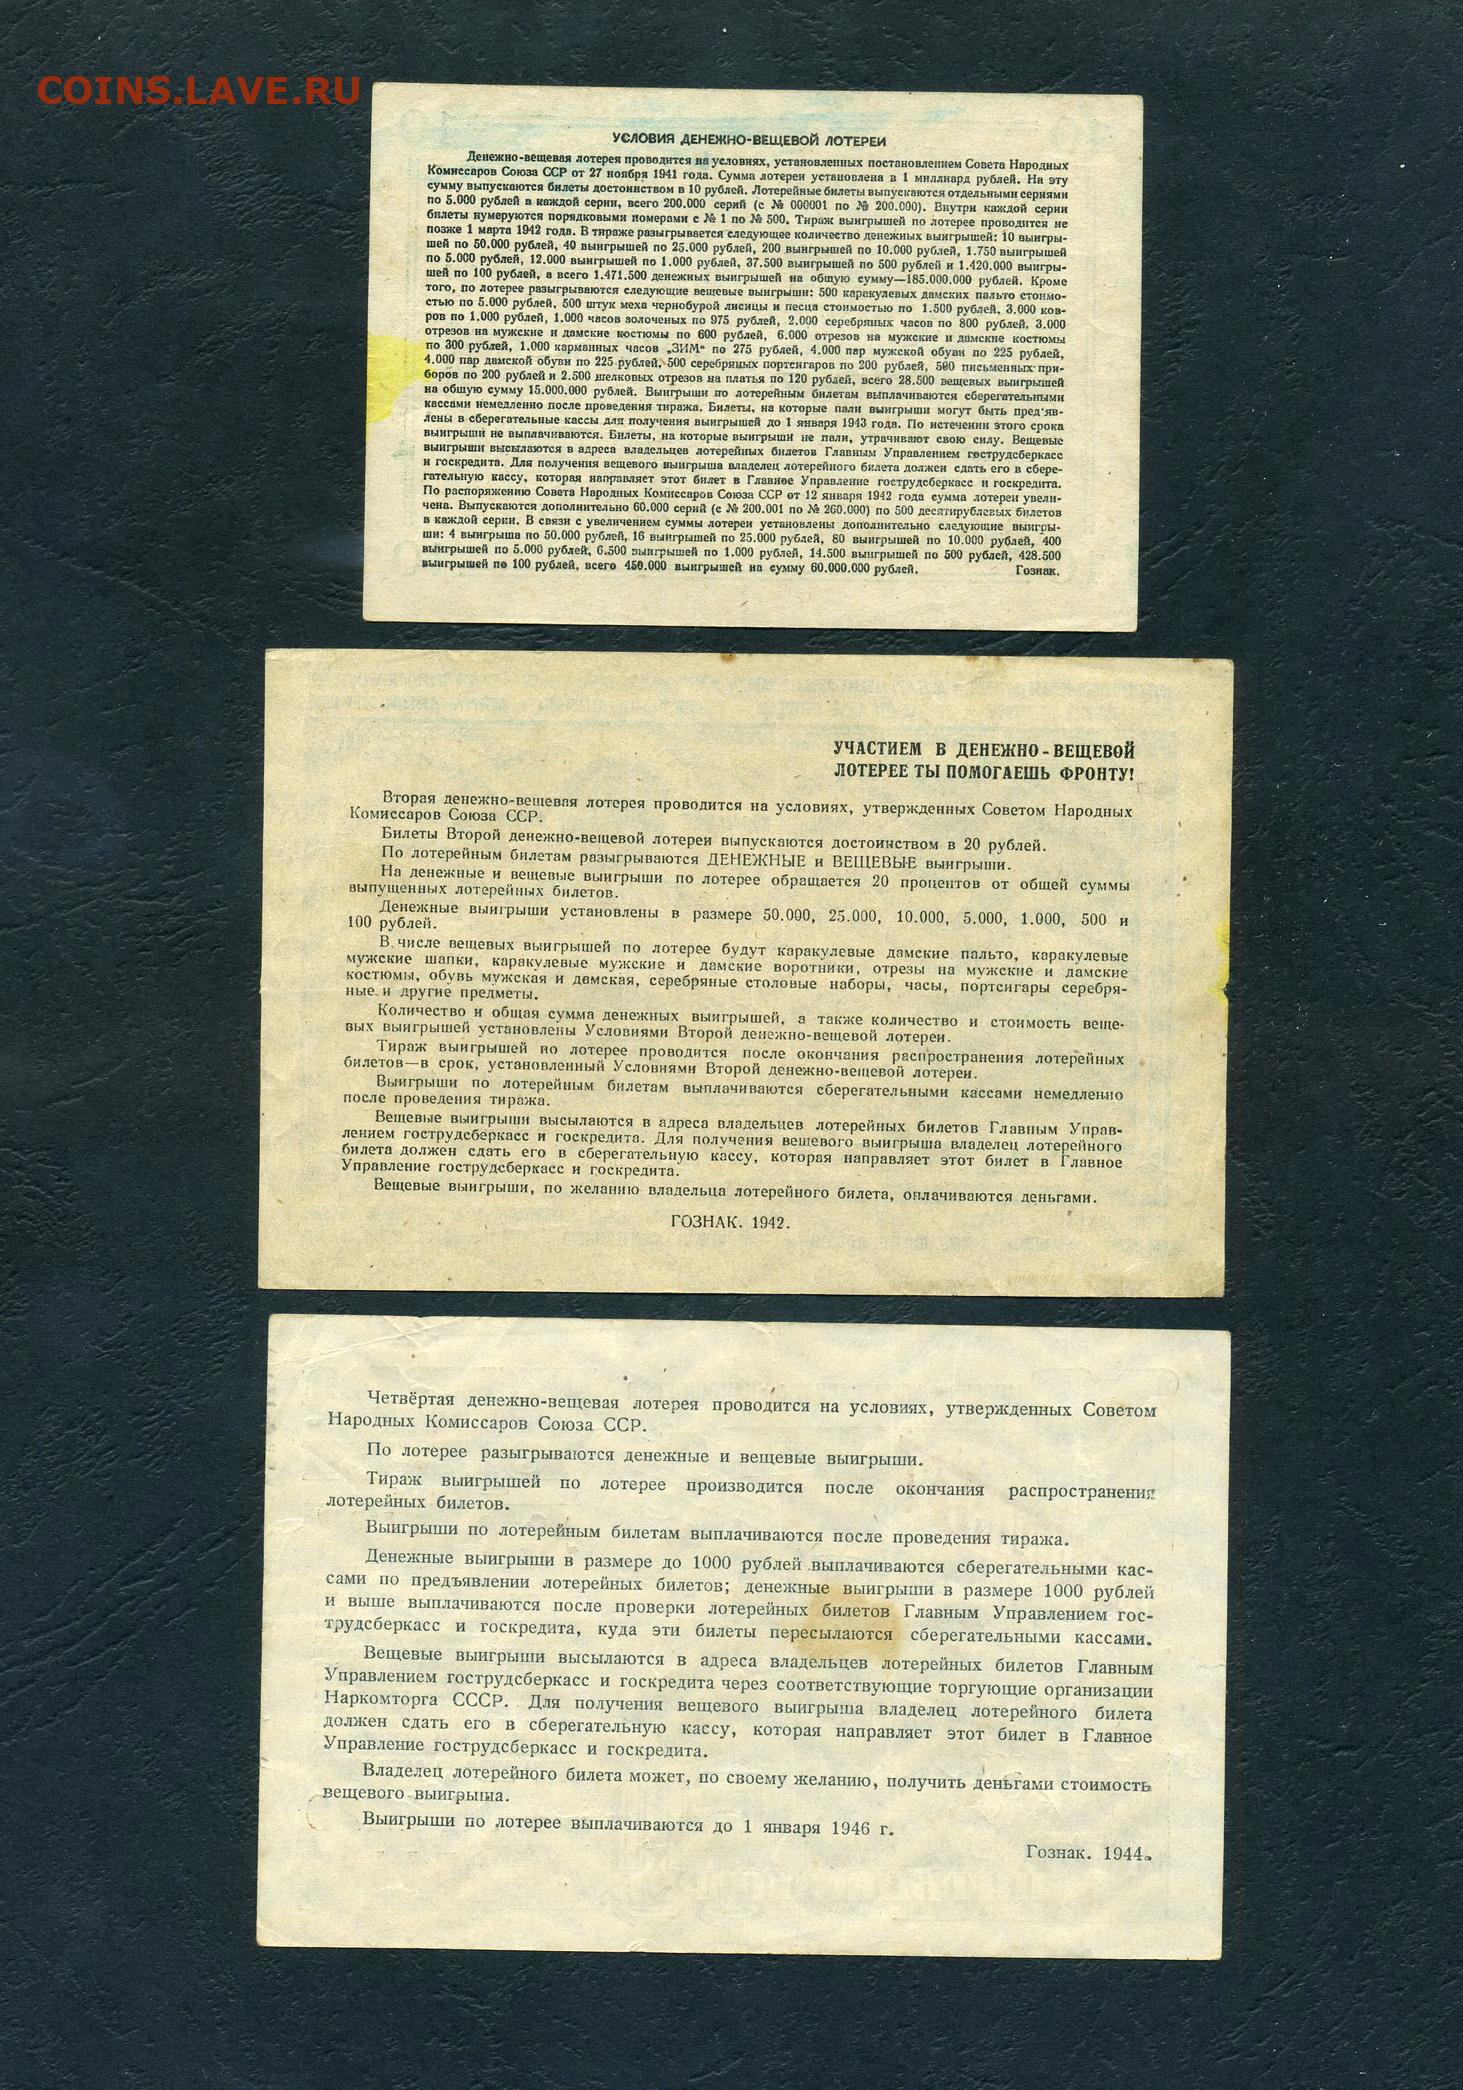 COINS.LAVE.RU
УСЛОВИЯ ДЕНЕЖНО-ВЕЩЕВОЙ ЛОТЕРЕИ
Денежно-вещевая лотерея проводится на условиях, установленных постановлением Совета Народных
Комиссаров Союза ССР от 27 ноября 1941 года. Сумма лотереи установлена в 1 миллиард рублей. На эту
сумму выпускаются билеты достоинством в 10 рублей. Лотерейные билеты выпускаются отдельными сериями
по 5.000 рублей в каждой серии, всего 200.000 серий (с № 000001 по № 200.000). Внутри каждой серии
билеты нумеруются порядковыми номерами с № 1 по № 500. Тираж выигрышей по лотерее проводится не
позже 1 марта 1942 года. В тираже разыгрывается следующее количество денежных выигрышей: 10 выигры-
шей по 50.000 рублей, 40 выигрышей по 25.000 рублей, 200 выигрышей по 10.000 рублей, 1.750 выигрышей
по 5.000 рублей, 12.000 выигрышей по 1.000 рублей, 37.500 выигрышей по 500 рублей и 1.420.000 выигры-
шей по 100 рублей, а всего 1.471.500 денежных выигрышей на общую сумму—185.000.000 рублей. Кроме
того, по лотерее разыгрываются следующие вещевые выигрыши: 500 каракулевых дамских пальто стоимо-
стью по 5.000 рублей, 500 штук меха чернобурой лисицы и песца стоимостью по 1.500 рублей, 3.000 ков-
ров по 1.000 рублей, 1.000 часов золоченых по 975 рублей, 2.000 серебряных часов по 800 рублей, 3.000
отрезов на мужские и дамские костюмы по 600 рублей, 6.000 отрезов на мужские и дамские костюмы
по 300 рублей, 1.000 карманных часов „ЗИМ“ по 275 рублей, 4.000 пар мужской обуви по 225 рублей,
4.000 пар дамской обуви по 225 рублей, 500 серебряных портсигаров по 200 рублей, 500 письменных при-
боров по 200 рублей и 2.500 шелковых отрезов на платья по 120 рублей, всего 28.500 вещевых выигрышей
на общую сумму 15.000.000 рублей. Выигрыши по лотерейным билетам выплачиваются сберегательными
кассами немедленно после проведения тиража. Билеты, на которые пали выигрыши могут быть пред'яв-
лены в сберегательные кассы для получения выигрышей до 1 января 1943 года. По истечении этого срока
выигрыши не выплачиваются. Билеты, на которые выигрыши не пали, утрачивают свою силу. Вещевые
выигрыши высылаются в адреса владельцев лотерейных билетов Главным Управлением гострудсберкасс
и госкредита. Для получения вещевого выигрыша владелец лотерейного билета должен сдать его в сбере-
гательную кассу, которая направляет этот билет в Главное Управление гострудсберкасс и госкредита.
По распоряжению Совета Народных Комиссаров Союза ССР от 12 января 1942 года сумма лотереи увели-
чена. Выпускаются дополнительно 60.000 серий (с № 200.001 по № 260.000) по 500 десятирублевых билетов
в каждой серии. В связи с увеличением суммы лотереи установлены дополнительно следующие выигры-
ши: 4 выигрыша по 50.000 рублей, 16 выигрышей по 25.000 рублей, 80 выигрышей по 10.000 рублей, 400
выигрышей по 5.000 рублей, 6.500 выигрышей по 1.000 рублей, 14.500 выигрышей по 500 рублей, 428.500
выигрышей по 100 рублей, всего 450.000 выигрышей на сумму 60.000.000 рублей. Гознак.
УЧАСТИЕМ В ДЕНЕЖНО-ВЕЩЕВОЙ
ЛОТЕРЕЕ ТЫ ПОМОГАЕШЬ ФРОНТУ!
Вторая денежно-вещевая лотерея проводится на условиях, утвержденных Советом Народных
Комиссаров Союза ССР.
Билеты Второй денежно-вещевой лотереи выпускаются достоинством в 20 рублей.
По лотерейным билетам разыгрываются ДЕНЕЖНЫЕ и ВЕЩЕВЫЕ выигрыши.
На денежные и вещевые выигрыши по лотерее обращается 20 процентов от общей суммы
выпущенных лотерейных билетов.
Денежные выигрыши установлены в размере 50.000, 25.000, 10.000, 5.000, 1.000, 500 и
100 рублей.
В числе вещевых выигрышей по лотерее будут каракулевые дамские пальто, каракулевые
мужские шапки, каракулевые мужские и дамские воротники, отрезы на мужские и дамские
костюмы, обувь мужская и дамская, серебряные столовые наборы, часы, портсигары серебря-
ные и другие предметы.
Количество и общая сумма денежных выигрышей, а также количество и стоимость веще-
вых выигрышей установлены Условиями Второй денежно-вещевой лотереи.
Тираж выигрышей по лотерее проводится после окончания распространения лотерейных
билетов—в срок, установленный Условиями Второй денежно-вещевой лотереи.
Выигрыши по лотерейным билетам выплачиваются сберегательными кассами немедленно
после проведения тиража.
Вещевые выигрыши высылаются в адреса владельцев лотерейных билетов Главным Управ-
лением гострудсберкасс и госкредита. Для получения вещевого выигрыша владелец лотерейного
билета должен сдать его в сберегательную кассу, которая направляет этот билет в Главное
Управление гострудсберкасс и госкредита.
Вещевые выигрыши, по желанию владельца лотерейного билета, оплачиваются деньгами.
ГОЗНАК. 1942.
Четвёртая денежно-вещевая лотерея проводится на условиях, утвержденных Советом
Народных Комиссаров Союза ССР.
По лотерее разыгрываются денежные и вещевые выигрыши.
Тираж выигрышей по лотерее производится после окончания распространения
лотерейных билетов.
Выигрыши по лотерейным билетам выплачиваются после проведения тиража.
Денежные выигрыши в размере до 1000 рублей выплачиваются сберегательными кас-
сами по предъявлении лотерейных билетов; денежные выигрыши в размере 1000 рублей
и выше выплачиваются после проверки лотерейных билетов Главным Управлением гос-
трудсберкасс и госкредита, куда эти билеты пересылаются сберегательными кассами.
Вещевые выигрыши высылаются в адреса владельцев лотерейных билетов Главным
Управлением гострудсберкасс и госкредита через соответствующие торгующие организации
Наркомторга СССР. Для получения вещевого выигрыша владелец лотерейного билета
должен сдать его в сберегательную кассу, которая направляет этот билет в Главное
Управление гострудсберкасс и госкредита.
Владелец лотерейного билета может, по своему желанию, получить деньгами стоимость
вещевого выигрыша.
Выигрыши по лотерее выплачиваются до 1 января 1946 г.
Гознак. 1944.